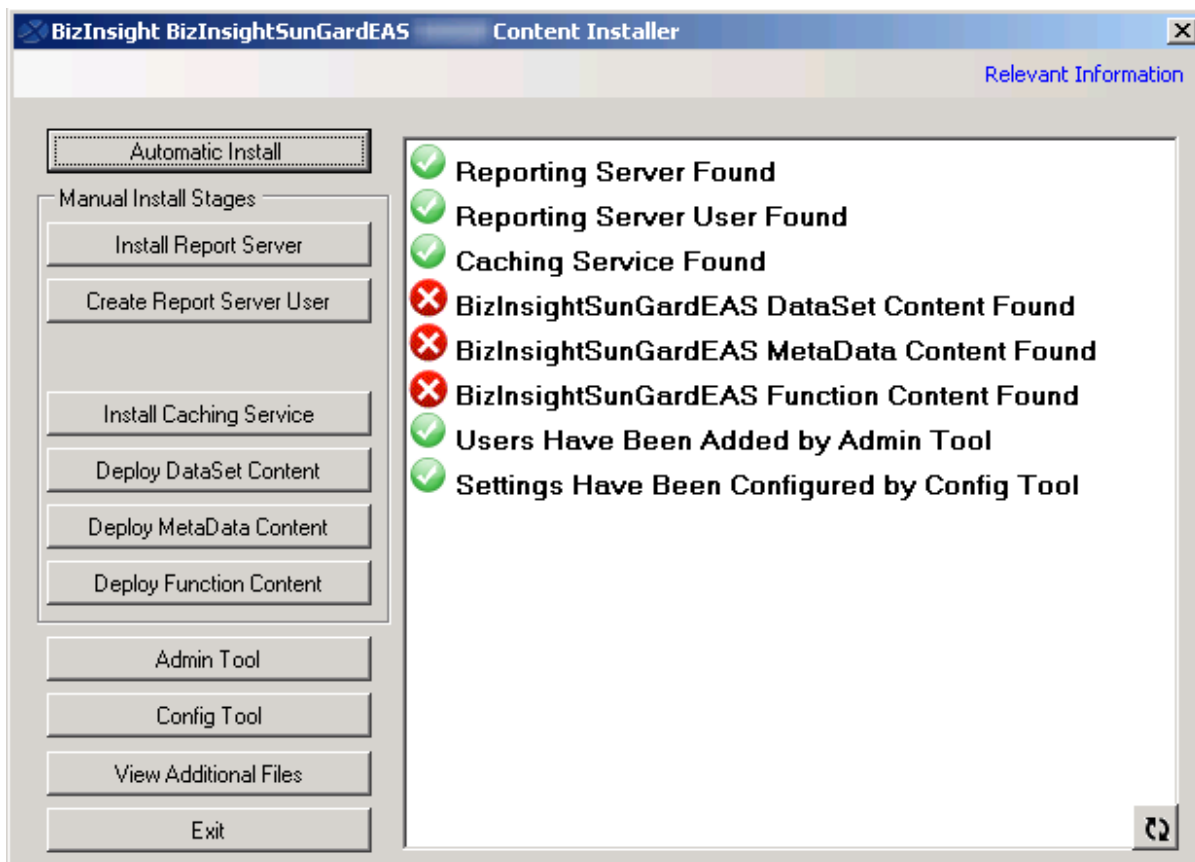 BizInsight BizInsightSunGardEAS Content Installer
Relevant Information
Automatic Install
Manual Install Stages
Install Report Server
Create Report Server User
Install Caching Service
Deploy DataSet Content
Deploy MetaData Content
Deploy Function Content
Admin Tool
Config Tool
View Additional Files
Exit
Reporting Server Found
Reporting Server User Found
Caching Service Found
BizInsightSunGardEAS DataSet Content Found
BizInsightSunGardEAS MetaData Content Found
BizInsightSunGardEAS Function Content Found
Users Have Been Added by Admin Tool
Settings Have Been Configured by Config Tool